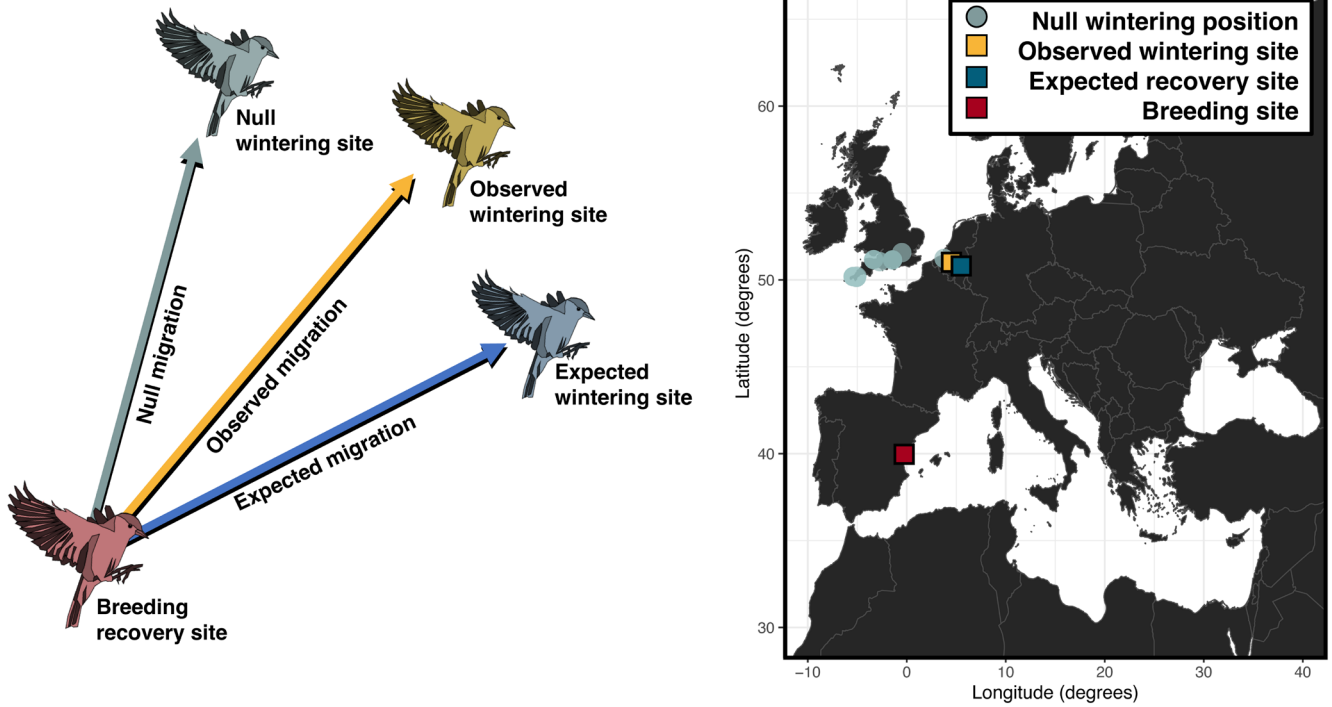 Null
wintering site
Observed
wintering site
Expected
wintering site
Null migration
Observed migration
Expected migration
Breeding
recovery site
Null wintering position
Observed wintering site
Expected recovery site
Breeding site
Latitude (degrees)
60
50
40
30
−10
0
10
20
30
40
Longitude (degrees)